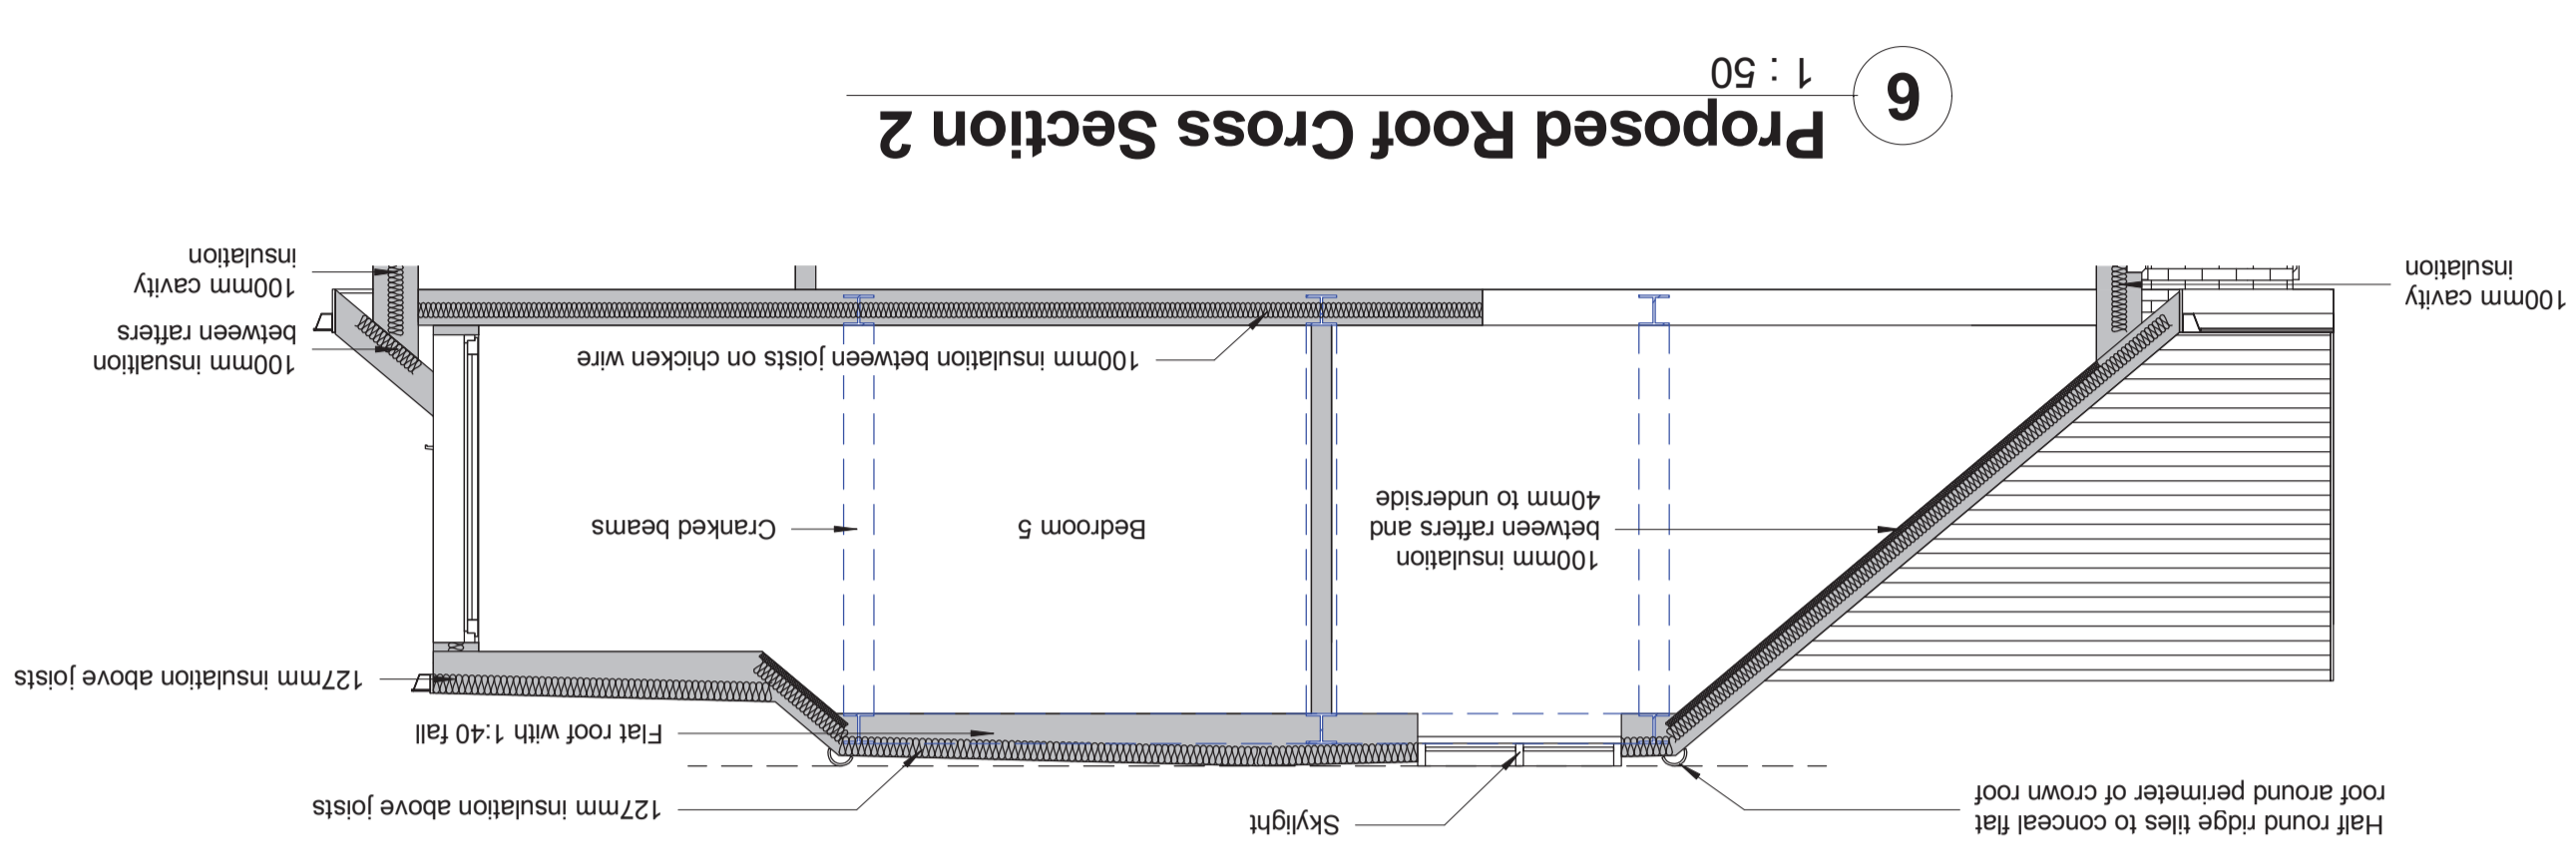 Half round ridge tiles to conceal flat
roof around perimeter of crown roof
Skylight
127mm insulation above joists
Flat roof with 1:40 fall
127mm insulation above joists
100mm insulation
between rafters and
40mm to underside
Bedroom 5
Cranked beams
100mm insulation between joists on chicken wire
100mm insualtion
between rafters
100mm cavity
insulation
100mm cavity
insulation
6
Proposed Roof Cross Section 2
1 : 50